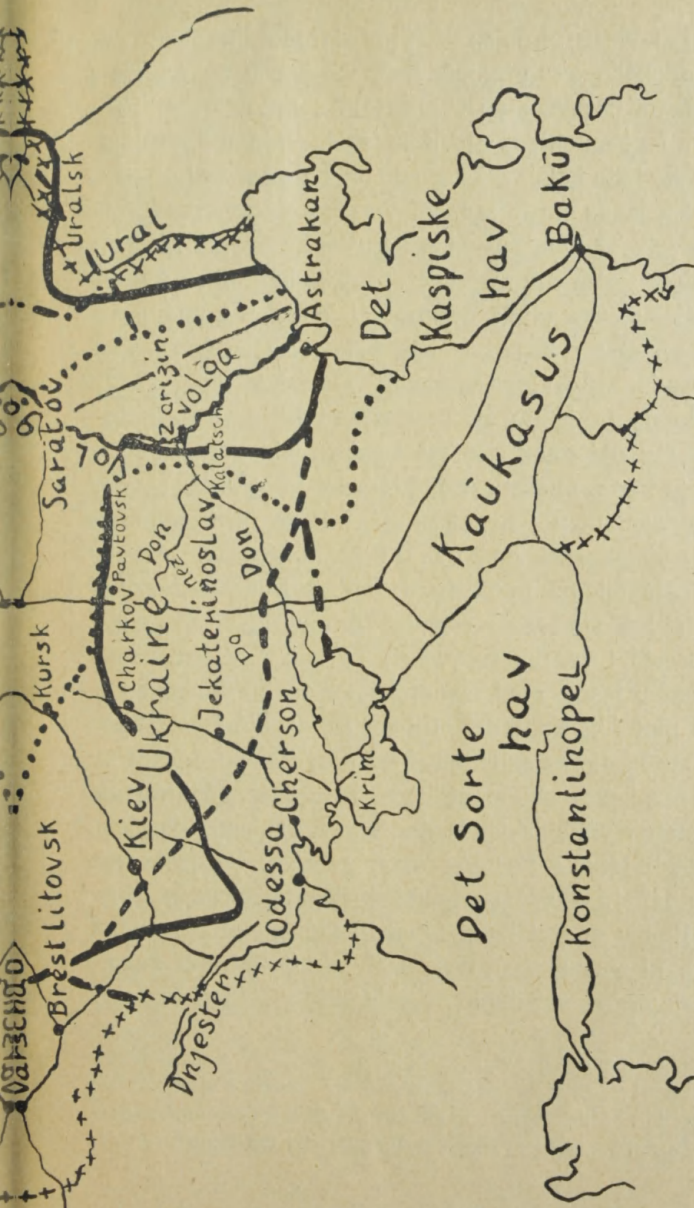 Varschau
Brest Litovsk
Kursk
Saratov
Uralsk
Ural
Kiev
Ukraine
Charkov
Pavlovsk
Don
Zarizin
Volga
Kalatsch
Jekaterinoslav
Don
Astrakan
Dnjester
Odessa
Cherson
Krim
Det
Kaspiske
hav
Baku
Kaukasus
Det Sorte
hav
Konstantinopel